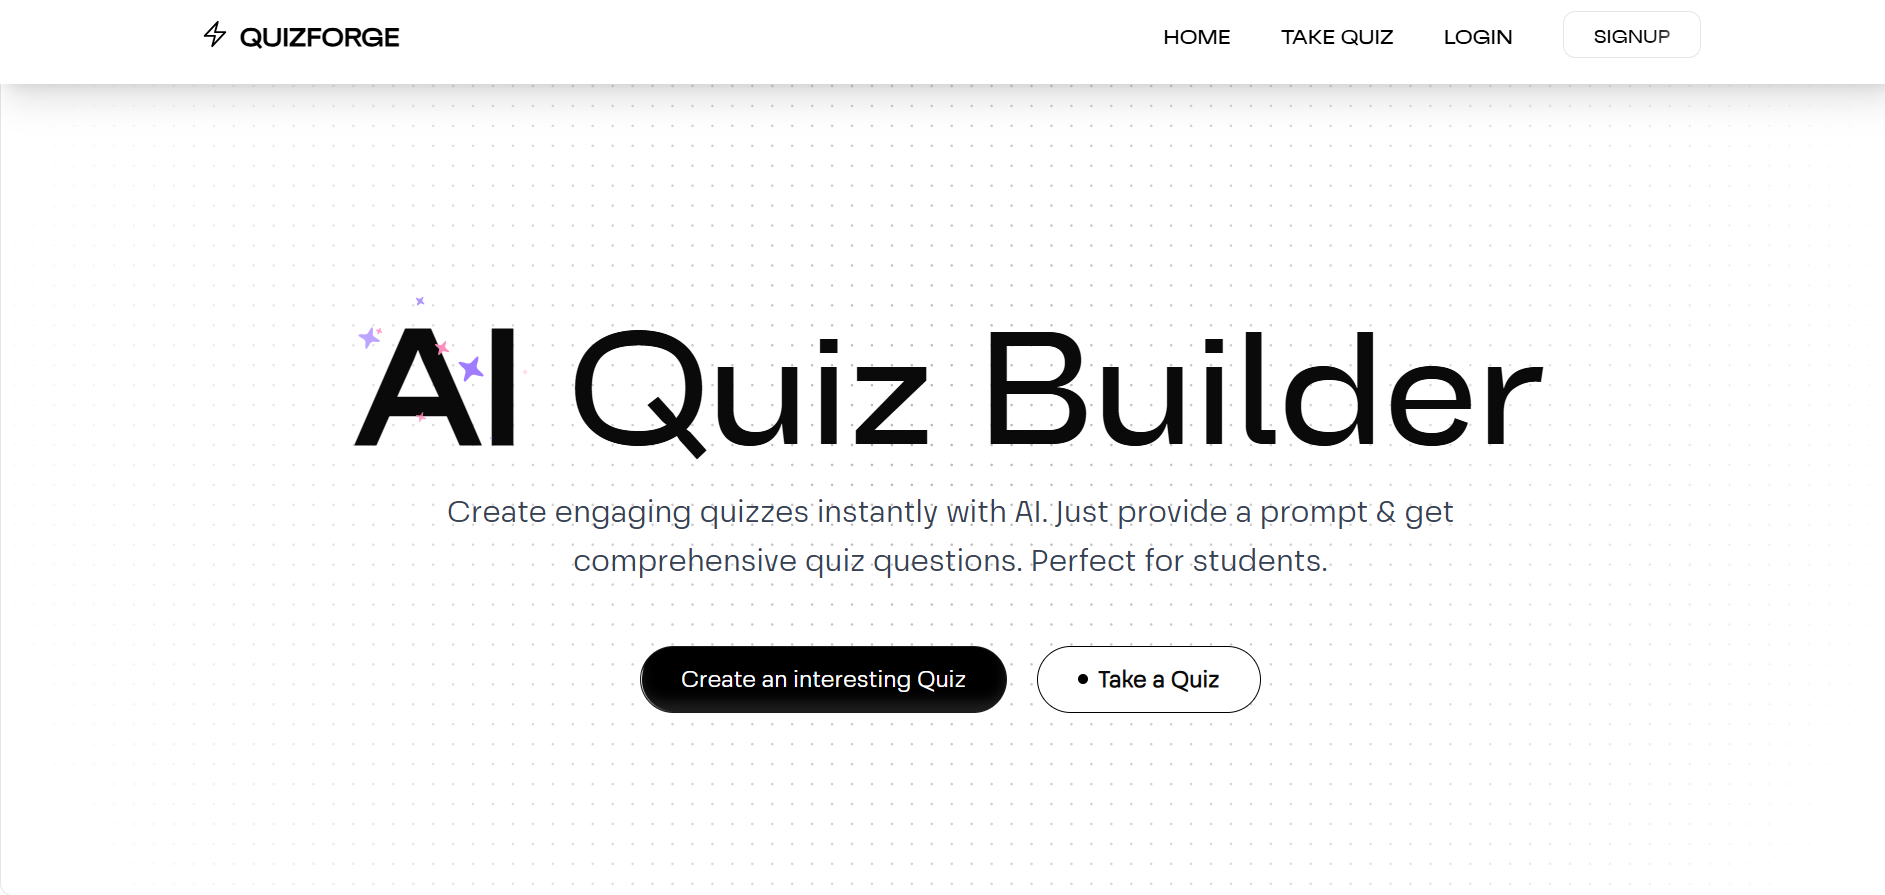 QUIZFORGE
HOME
TAKE QUIZ
LOGIN
SIGNUP
AI Quiz Builder
Create engaging quizzes instantly with AI. Just provide a prompt & get
comprehensive quiz questions. Perfect for students.
Create an interesting Quiz
Take a Quiz